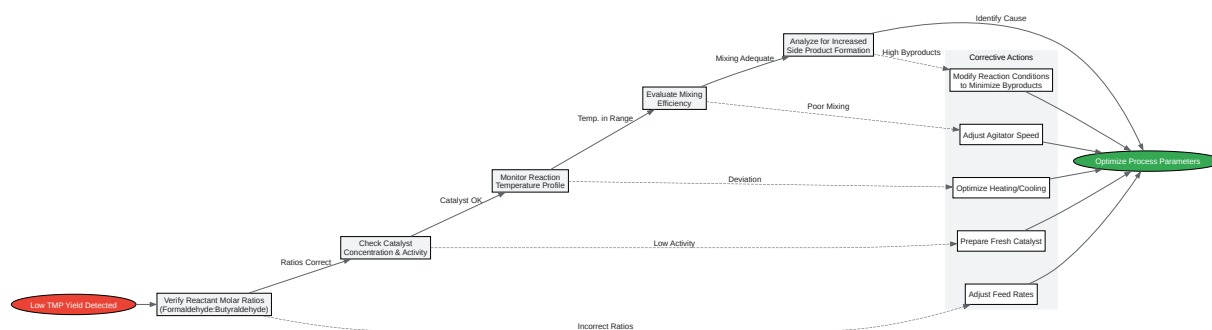 Identify Cause
Analyze for Increased
Side Product Formation
High Byproducts
Corrective Actions
Mixing Adequate
Modify Reaction Conditions
to Minimize Byproducts
Evaluate Mixing
Efficiency
Poor Mixing
Temp. in Range
Adjust Agitator Speed
Optimize Process Parameters
Monitor Reaction
Temperature Profile
Deviation
Optimize Heating/Cooling
Catalyst OK
Check Catalyst
Concentration & Activity
Low Activity
Prepare Fresh Catalyst
Ratios Correct
Low TMP Yield Detected
Verify Reactant Molar Ratios
(Formaldehyde:Butyraldehyde)
Adjust Feed Rates
Incorrect Ratios